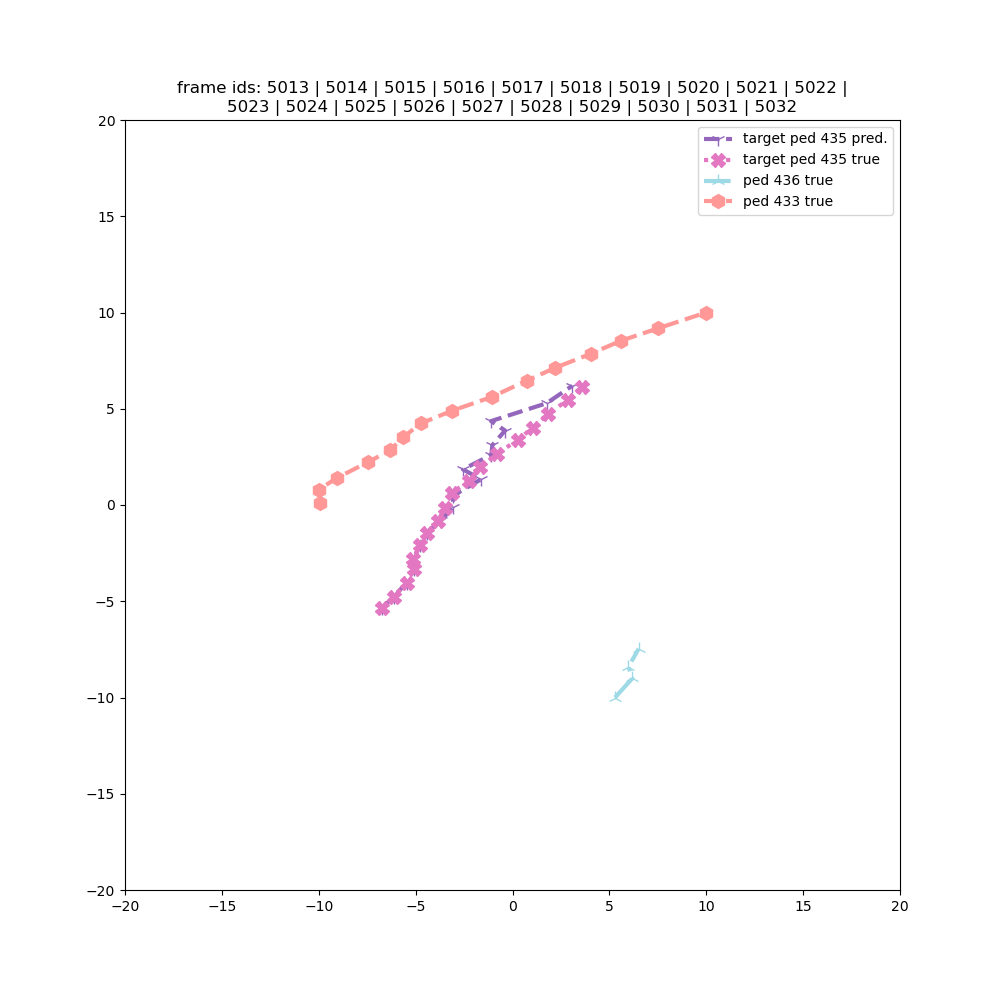 frame ids: 5013 | 5014 | 5015 | 5016 | 5017 | 5018 | 5019 | 5020 | 5021 | 5022 |
5023 | 5024 | 5025 | 5026 | 5027 | 5028 | 5029 | 5030 | 5031 | 5032
target ped 435 pred.
target ped 435 true
ped 436 true
ped 433 true
20
15
10
5
0
−5
−10
−15
−20
−20 −15 −10 −5 0 5 10 15 20